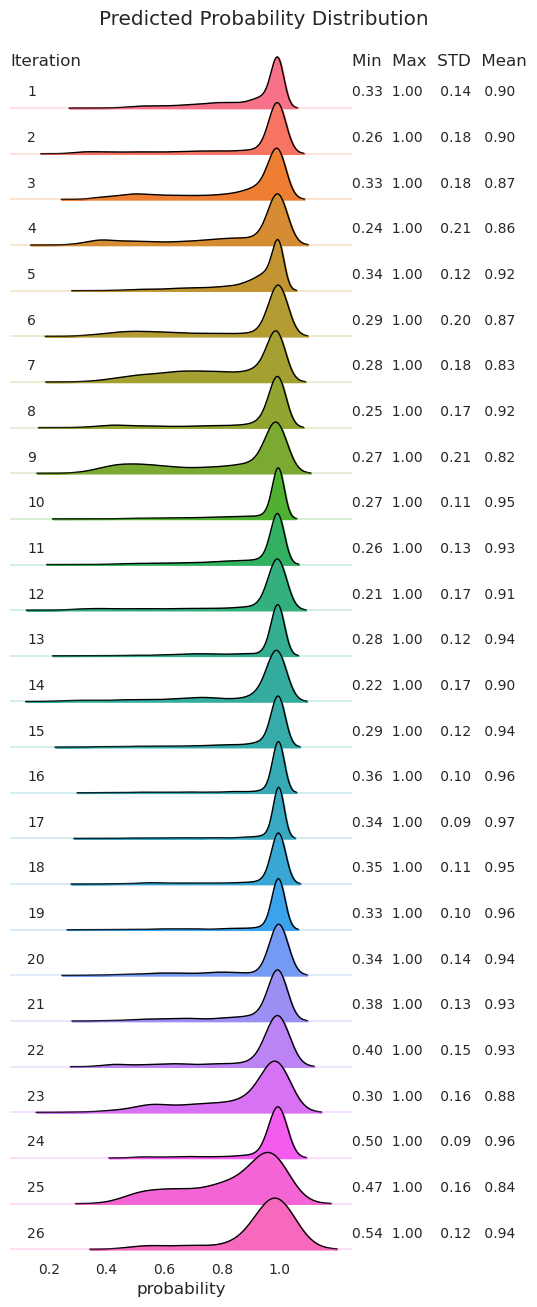 Predicted Probability Distribution
Iteration Min Max STD Mean
1 0.33 1.00 0.14 0.90
2 0.26 1.00 0.18 0.90
3 0.33 1.00 0.18 0.87
4 0.24 1.00 0.21 0.86
5 0.34 1.00 0.12 0.92
6 0.29 1.00 0.20 0.87
7 0.28 1.00 0.18 0.83
8 0.25 1.00 0.17 0.92
9 0.27 1.00 0.21 0.82
10 0.27 1.00 0.11 0.95
11 0.26 1.00 0.13 0.93
12 0.21 1.00 0.17 0.91
13 0.28 1.00 0.12 0.94
14 0.22 1.00 0.17 0.90
15 0.29 1.00 0.12 0.94
16 0.36 1.00 0.10 0.96
17 0.34 1.00 0.09 0.97
18 0.35 1.00 0.11 0.95
19 0.33 1.00 0.10 0.96
20 0.34 1.00 0.14 0.94
21 0.38 1.00 0.13 0.93
22 0.40 1.00 0.15 0.93
23 0.30 1.00 0.16 0.88
24 0.50 1.00 0.09 0.96
25 0.47 1.00 0.16 0.84
26 0.54 1.00 0.12 0.94
0.2 0.4 0.6 0.8 1.0
probability